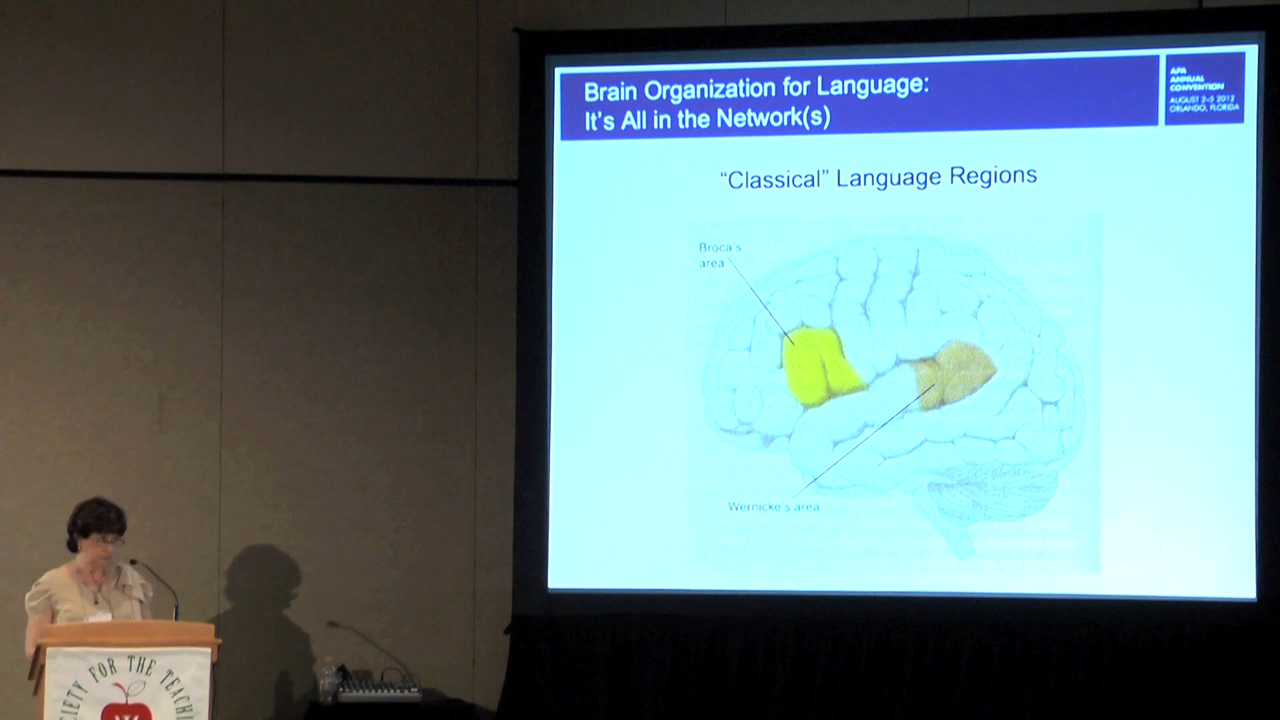 Brain Organization for Language:
It's All in the Network(s)
APA
ANNUAL
CONVENTION
AUGUST 2–5 2012
ORLANDO, FLORIDA
"Classical" Language Regions
Broca's
area
Wernicke's area
CIETY FOR THE TEACHI